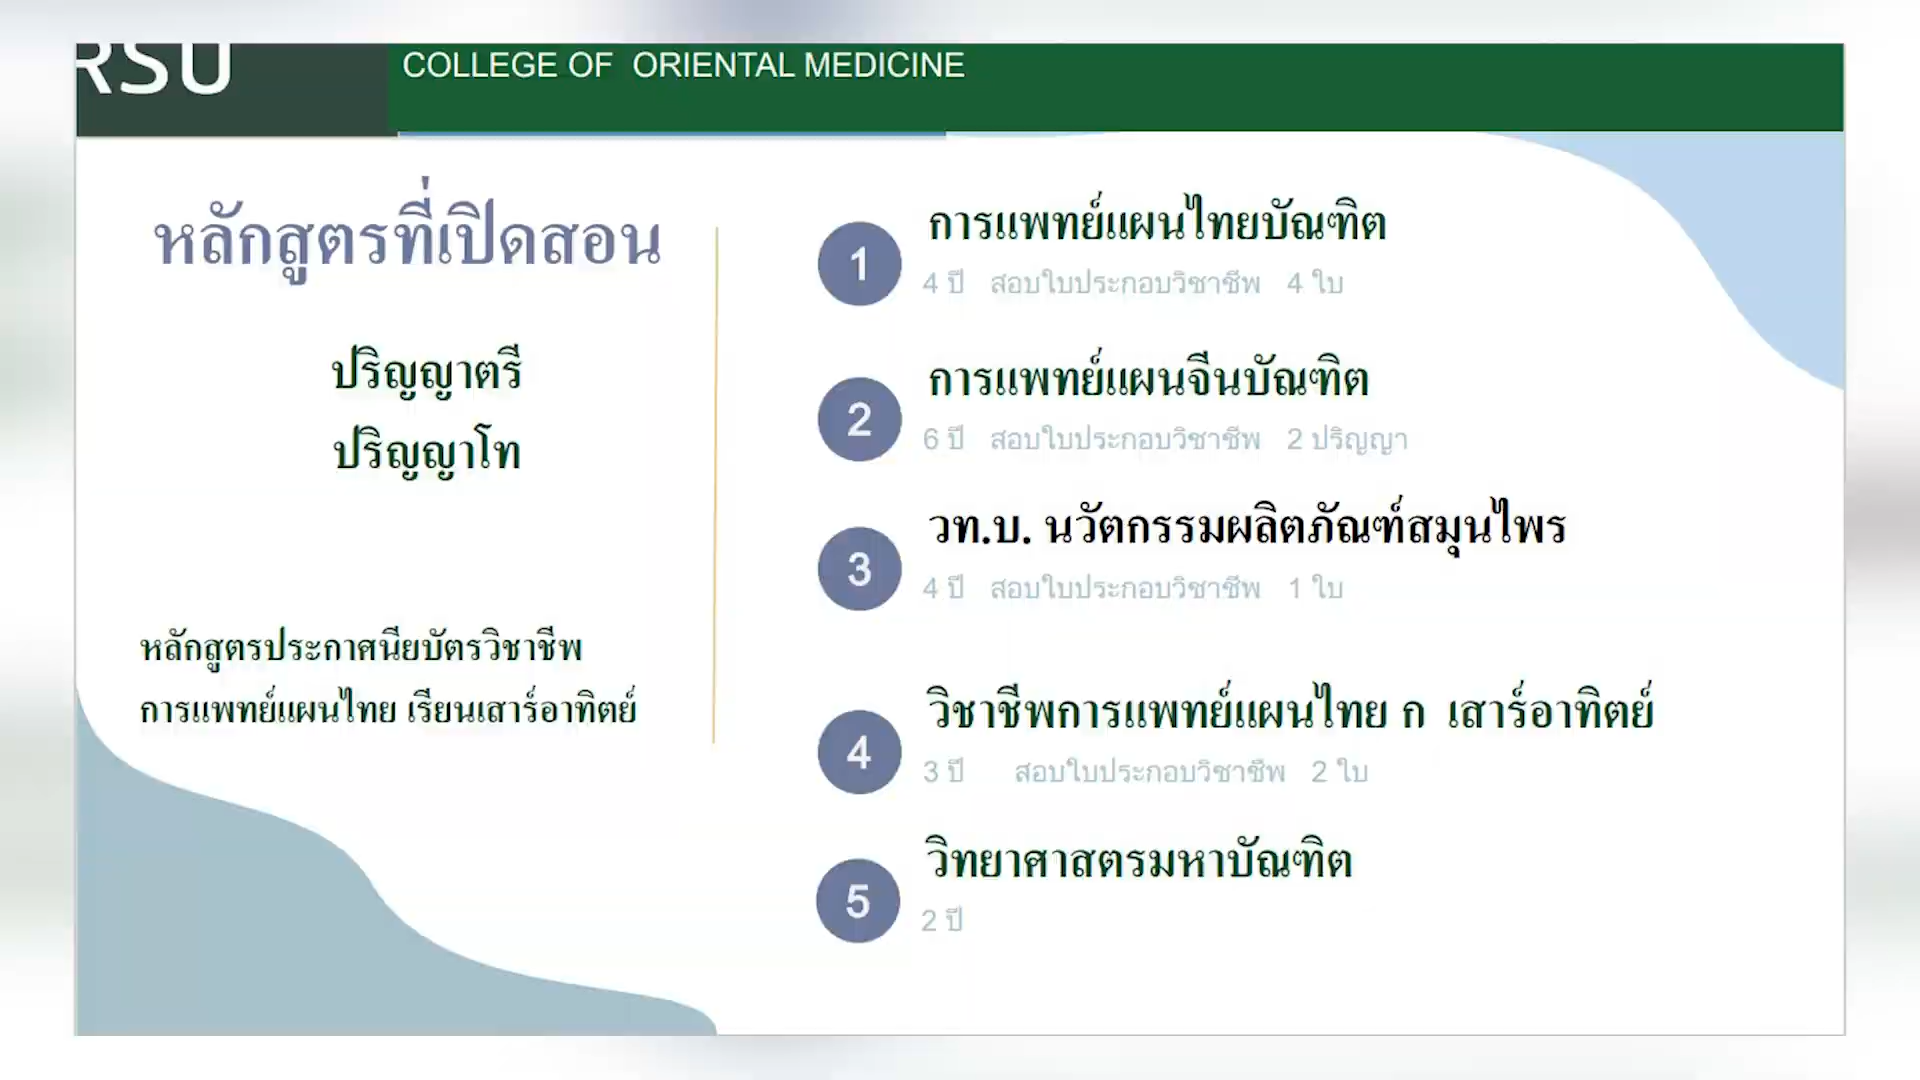 RSU
COLLEGE OF ORIENTAL MEDICINE
หลักสูตรที่เปิดสอน
ปริญญาตรี
ปริญญาโท
หลักสูตรประกาศนียบัตรวิชาชีพ
การแพทย์แผนไทย เรียนเสาร์อาทิตย์
1
การแพทย์แผนไทยบัณฑิต
4 ปี สอบใบประกอบวิชาชีพ 4 ใบ
2
การแพทย์แผนจีนบัณฑิต
6 ปี สอบใบประกอบวิชาชีพ 2 ปริญญา
3
วท.บ. นวัตกรรมผลิตภัณฑ์สมุนไพร
4 ปี สอบใบประกอบวิชาชีพ 1 ใบ
4
วิชาชีพการแพทย์แผนไทย ก เสาร์อาทิตย์
3 ปี สอบใบประกอบวิชาชีพ 2 ใบ
5
วิทยาศาสตรมหาบัณฑิต
2 ปี